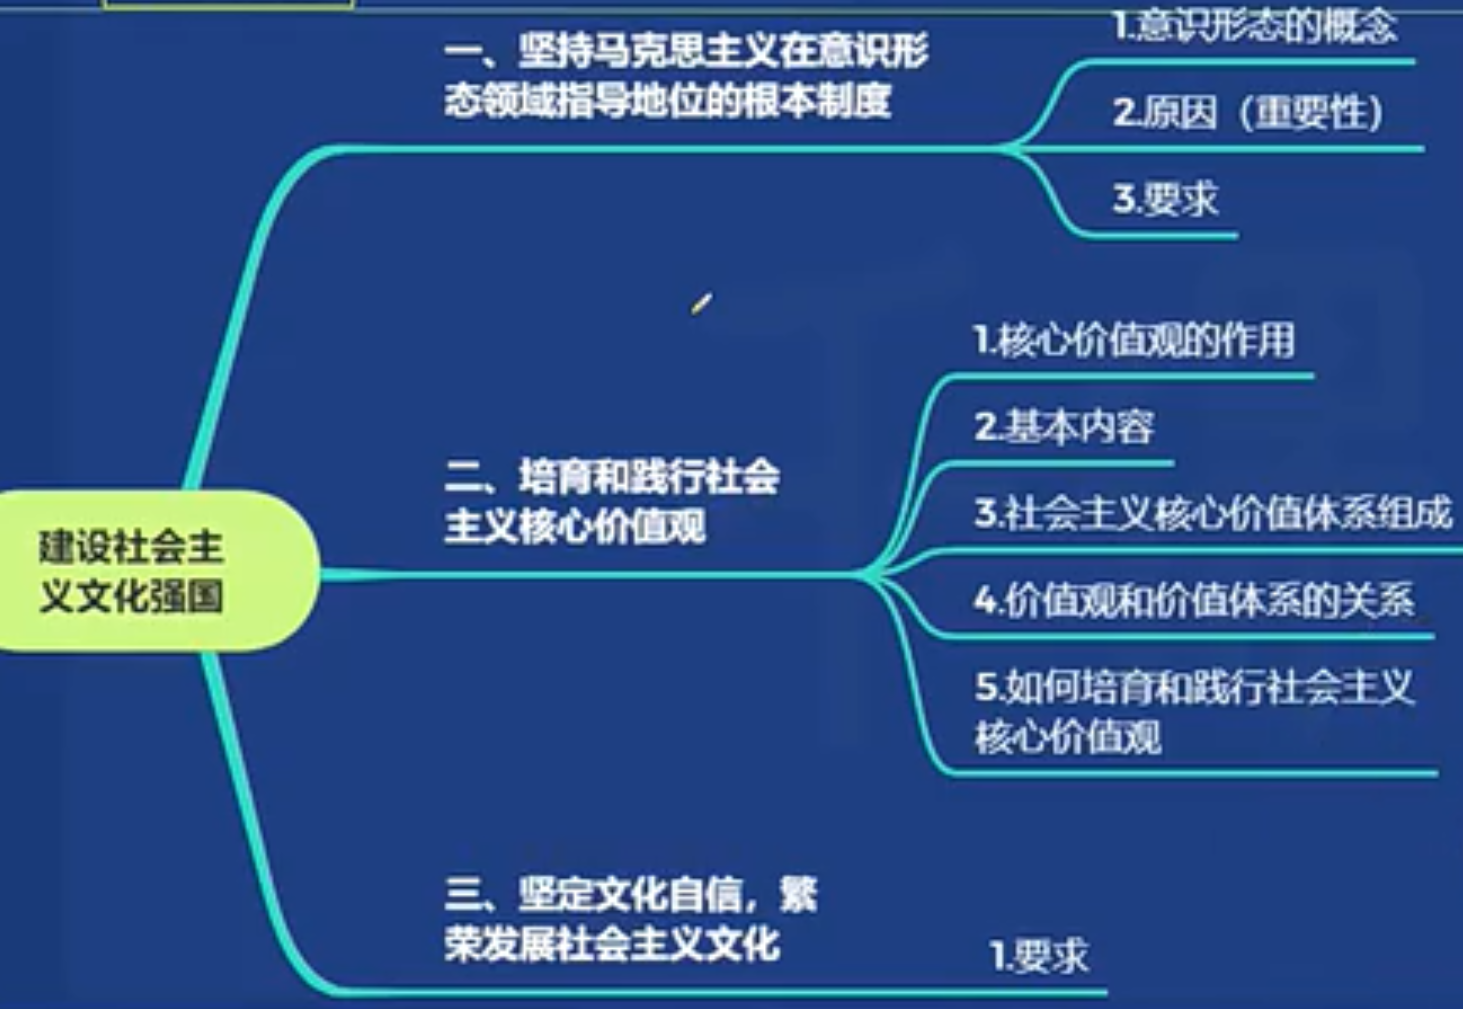 一、坚持马克思主义在意识形
态领域指导地位的根本制度
1.意识形态的概念
2.原因（重要性）
3.要求
建设社会主
义文化强国
二、培育和践行社会
主义核心价值观
1.核心价值观的作用
2.基本内容
3.社会主义核心价值体系组成
4.价值观和价值体系的关系
5.如何培育和践行社会主义
核心价值观
三、坚定文化自信，繁
荣发展社会主义文化
1.要求